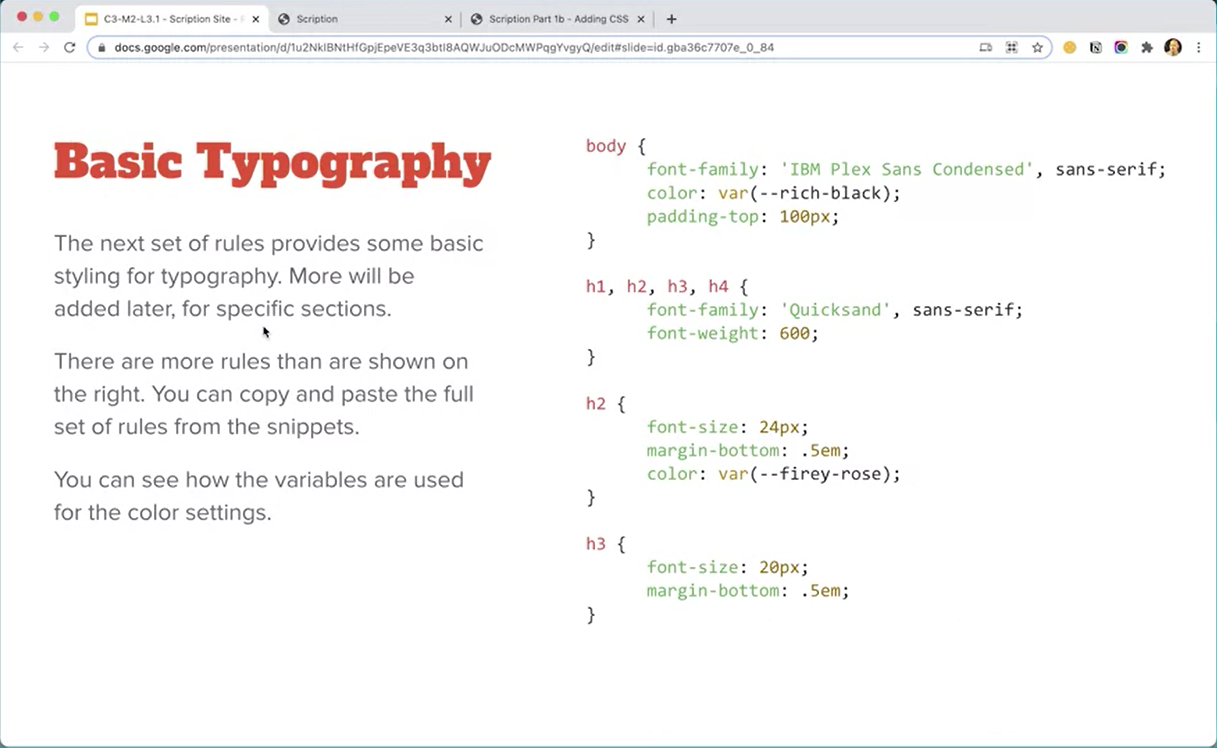 C3-M2-L3.1 - Scription Site -
Scription
Scription Part 1b - Adding CSS
docs.google.com/presentation/d/1u2NkIBNtHfGpjEpeVE3q3btI8AQWJuODcMWPqgYvgyQ/edit#slide=id.gba36c7707e_0_84
Basic Typography
The next set of rules provides some basic
styling for typography. More will be
added later, for specific sections.
There are more rules than are shown on
the right. You can copy and paste the full
set of rules from the snippets.
You can see how the variables are used
for the color settings.
body {
font-family: 'IBM Plex Sans Condensed', sans-serif;
color: var(--rich-black);
padding-top: 100px;
}
h1, h2, h3, h4 {
font-family: 'Quicksand', sans-serif;
font-weight: 600;
}
h2 {
font-size: 24px;
margin-bottom: .5em;
color: var(--firey-rose);
}
h3 {
font-size: 20px;
margin-bottom: .5em;
}